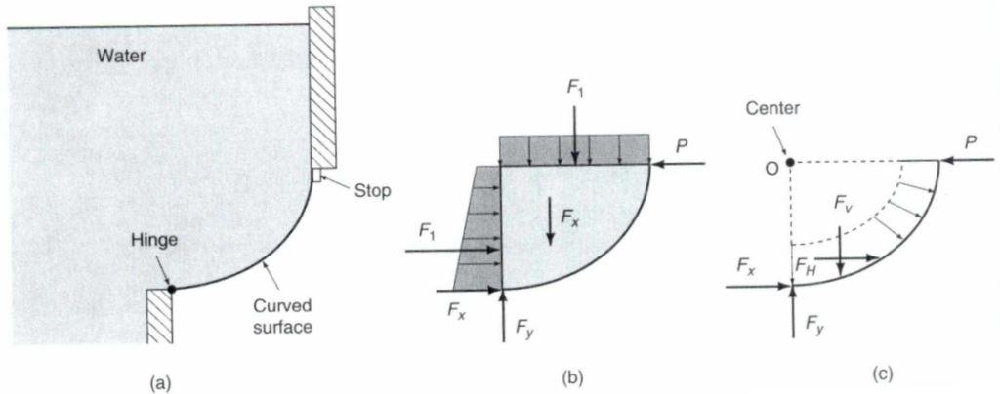 Water
Stop
Hinge
Curved
surface
(a)
F1
P
F1
Fx
Fx
Fy
(b)
Center
O
P
Fv
Fx
FH
Fy
(c)